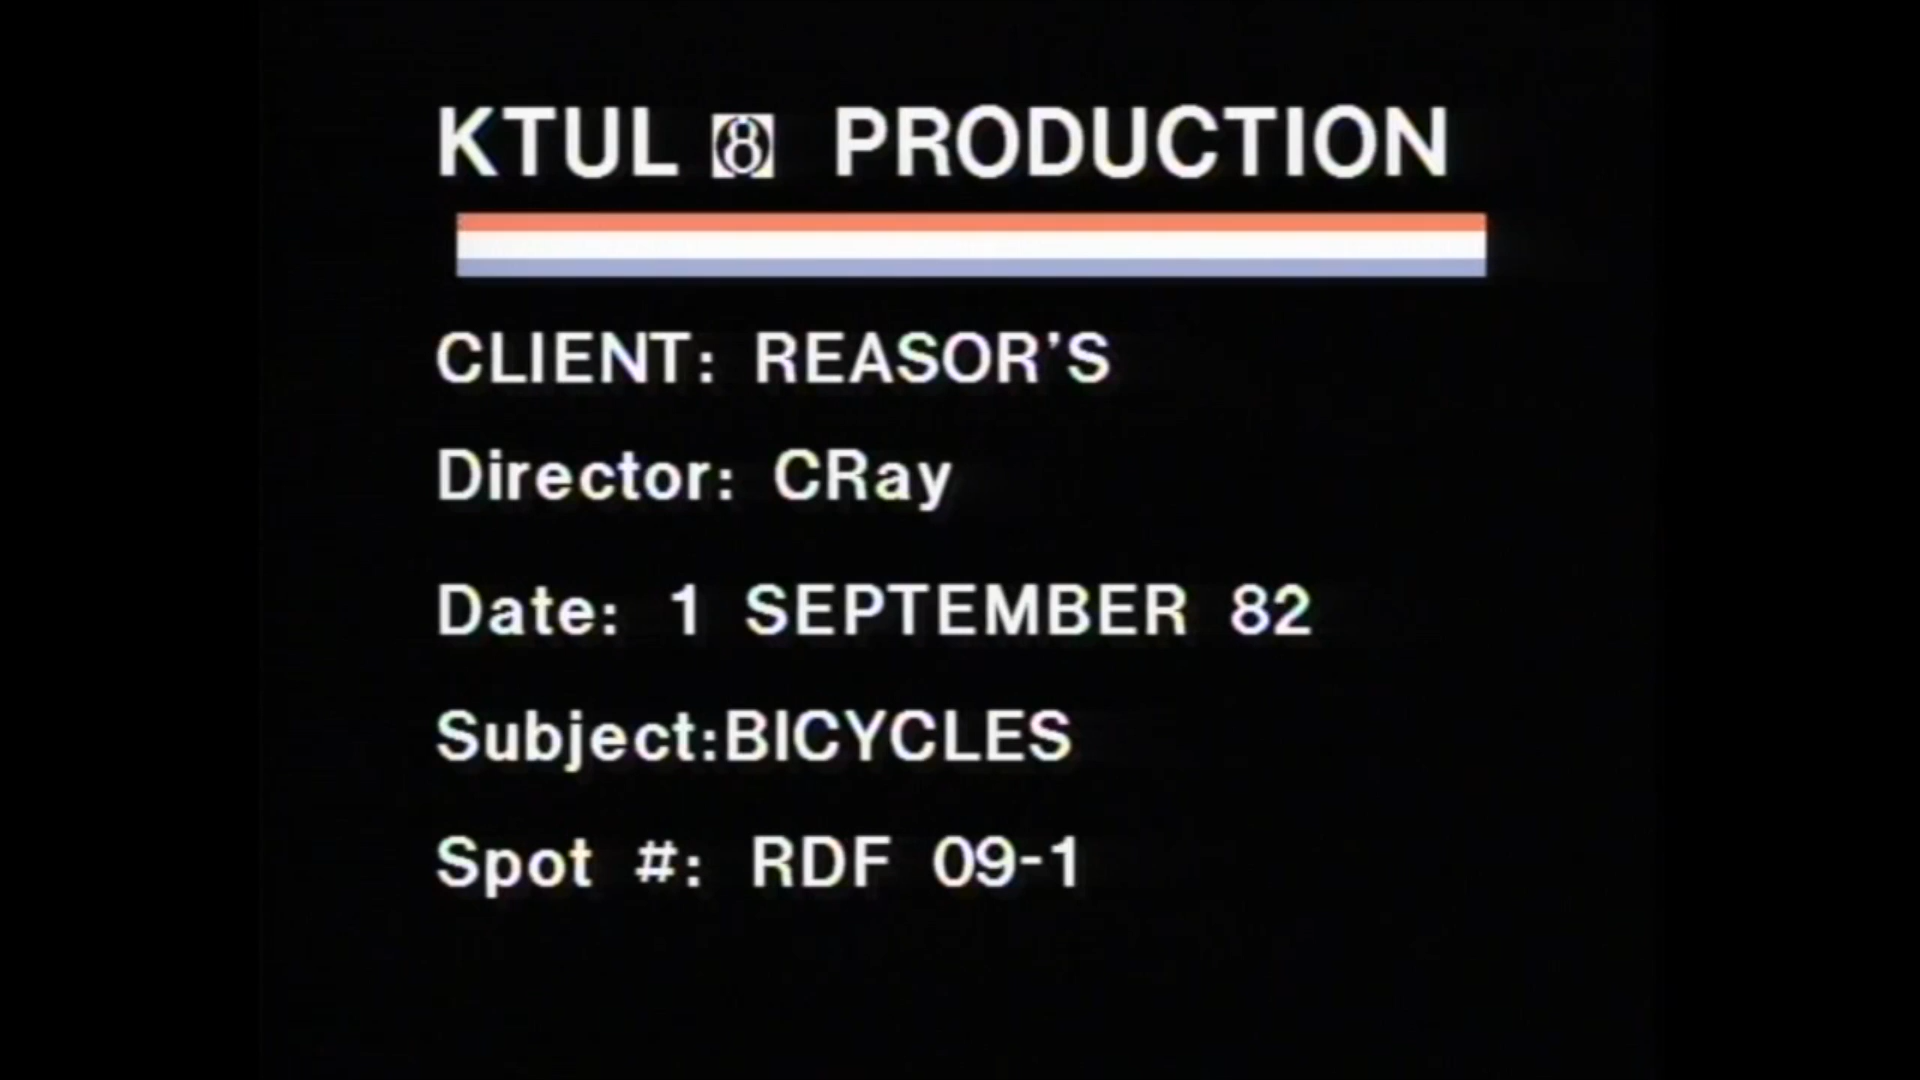 KTUL 8 PRODUCTION
CLIENT: REASOR'S
Director: CRay
Date: 1 SEPTEMBER 82
Subject:BICYCLES
Spot #: RDF 09-1